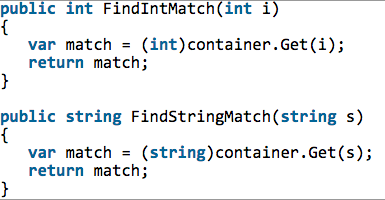 public int FindIntMatch(int i)
{
   var match = (int)container.Get(i);
   return match;
}

public string FindStringMatch(string s)
{
   var match = (string)container.Get(s);
   return match;
}